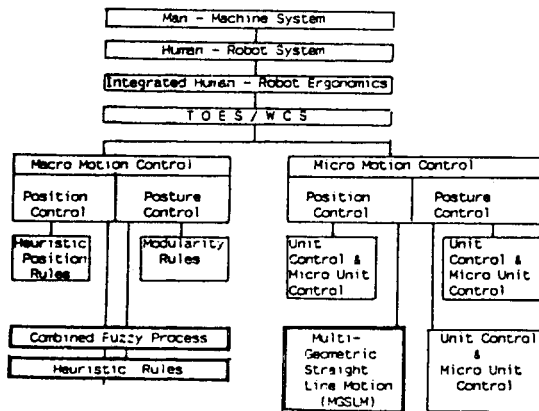 Man - Machine System
Human - Robot System
Integrated Human - Robot Ergonomics
T O E S / W C S
Macro Motion Control
Position
Control
Posture
Control
Heuristic
Position
Rules
Modularity
Rules
Combined Fuzzy Process
Heuristic Rules
Micro Motion Control
Position
Control
Posture
Control
Unit
Control &
Micro Unit
Control
Unit
Control &
Micro Unit
Control
Multi-
Geometric
Straight
Line Motion
(MGSLM)
Unit Control
&
Micro Unit
Control